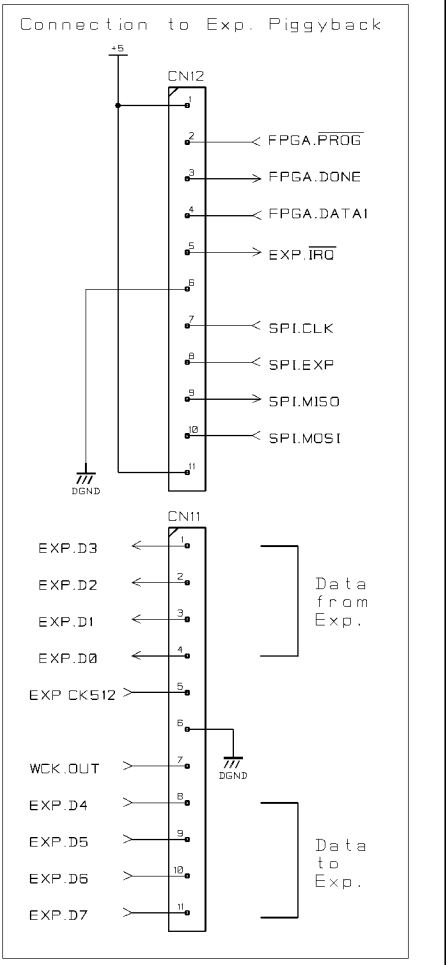 Connection to Exp. Piggyback
+5
CN12
1
2 FPGA.PROG
3 FPGA.DONE
4 FPGA.DATA1
5 EXP.IRQ
6
7 SPI.CLK
8 SPI.EXP
9 SPI.MISO
10 SPI.MOSI
11
DGND
CN11
EXP.D3 1
EXP.D2 2
EXP.D1 3
EXP.D0 4
Data
from
Exp.
EXP CK512 5
6
DGND
WCK.OUT 7
EXP.D4 8
EXP.D5 9
EXP.D6 10
EXP.D7 11
Data
to
Exp.